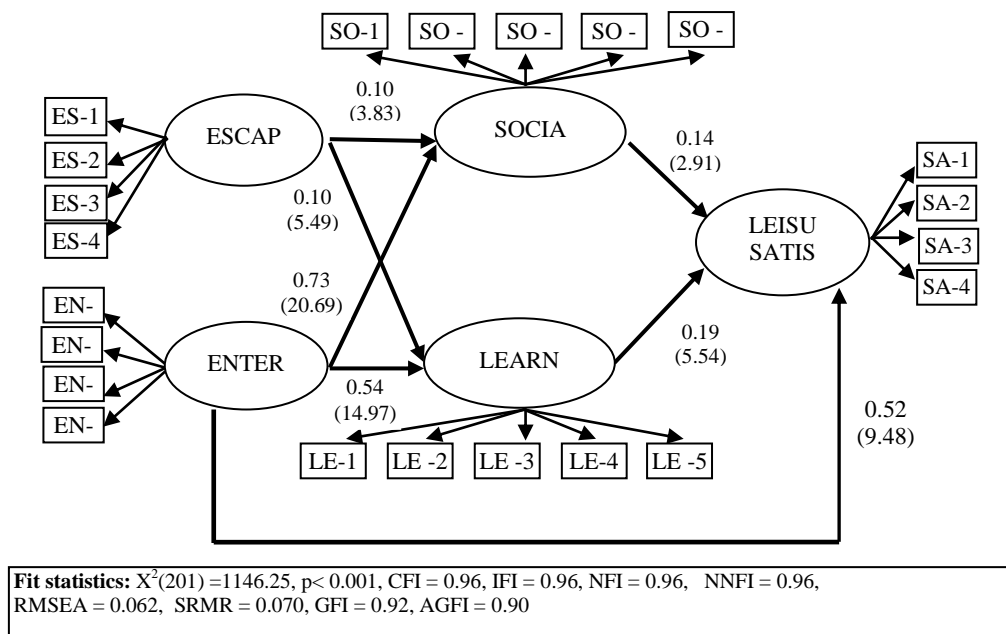 SO-1 SO - SO - SO - SO -
0.10
(3.83)
ES-1
ES-2
ES-3
ES-4
ESCAP
SOCIA
0.14
(2.91)
SA-1
SA-2
SA-3
SA-4
0.10
(5.49)
LEISU
SATIS
0.73
(20.69)
EN-
EN-
EN-
EN-
ENTER
LEARN
0.19
(5.54)
0.54
(14.97)
0.52
(9.48)
LE-1 LE -2 LE -3 LE-4 LE -5
Fit statistics: X²(201) =1146.25, p< 0.001, CFI = 0.96, IFI = 0.96, NFI = 0.96, NNFI = 0.96,
RMSEA = 0.062, SRMR = 0.070, GFI = 0.92, AGFI = 0.90